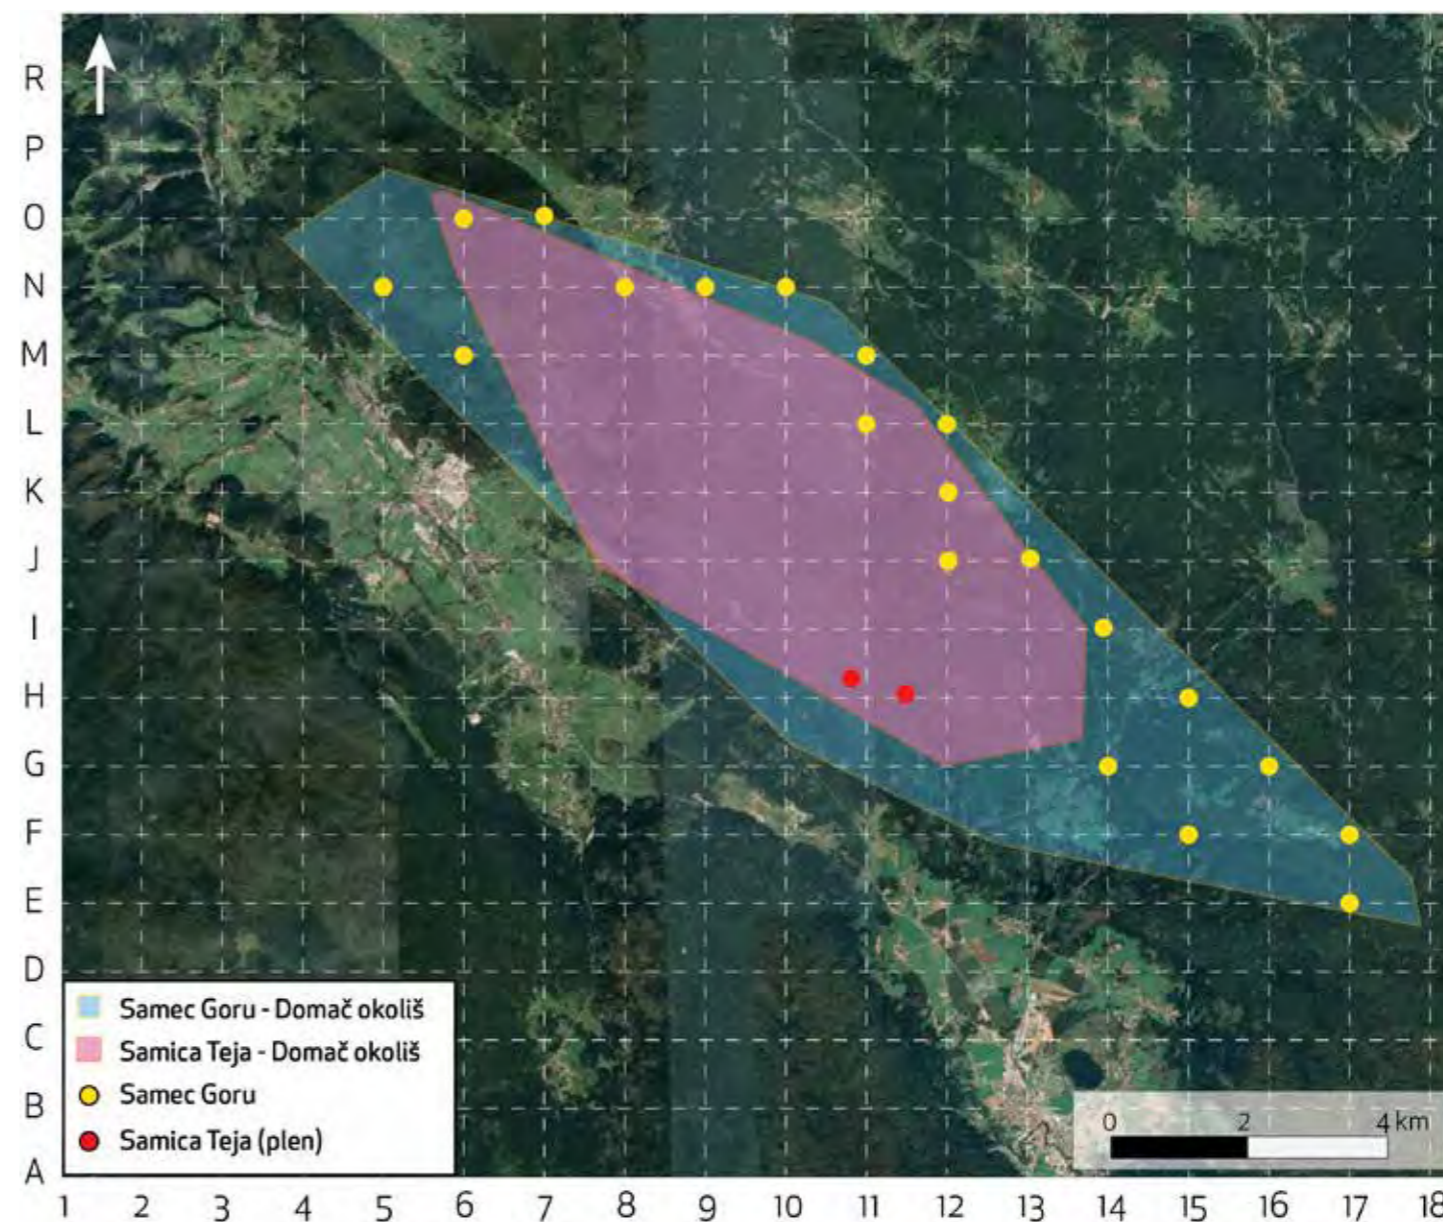 R
P
O
N
M
L
K
J
I
H
G
F
E
D
C
B
A
Samec Goru - Domač okoliš
Samica Teja - Domač okoliš
Samec Goru
Samica Teja (plen)
0 2 4 km
1 2 3 4 5 6 7 8 9 10 11 12 13 14 15 16 17 18